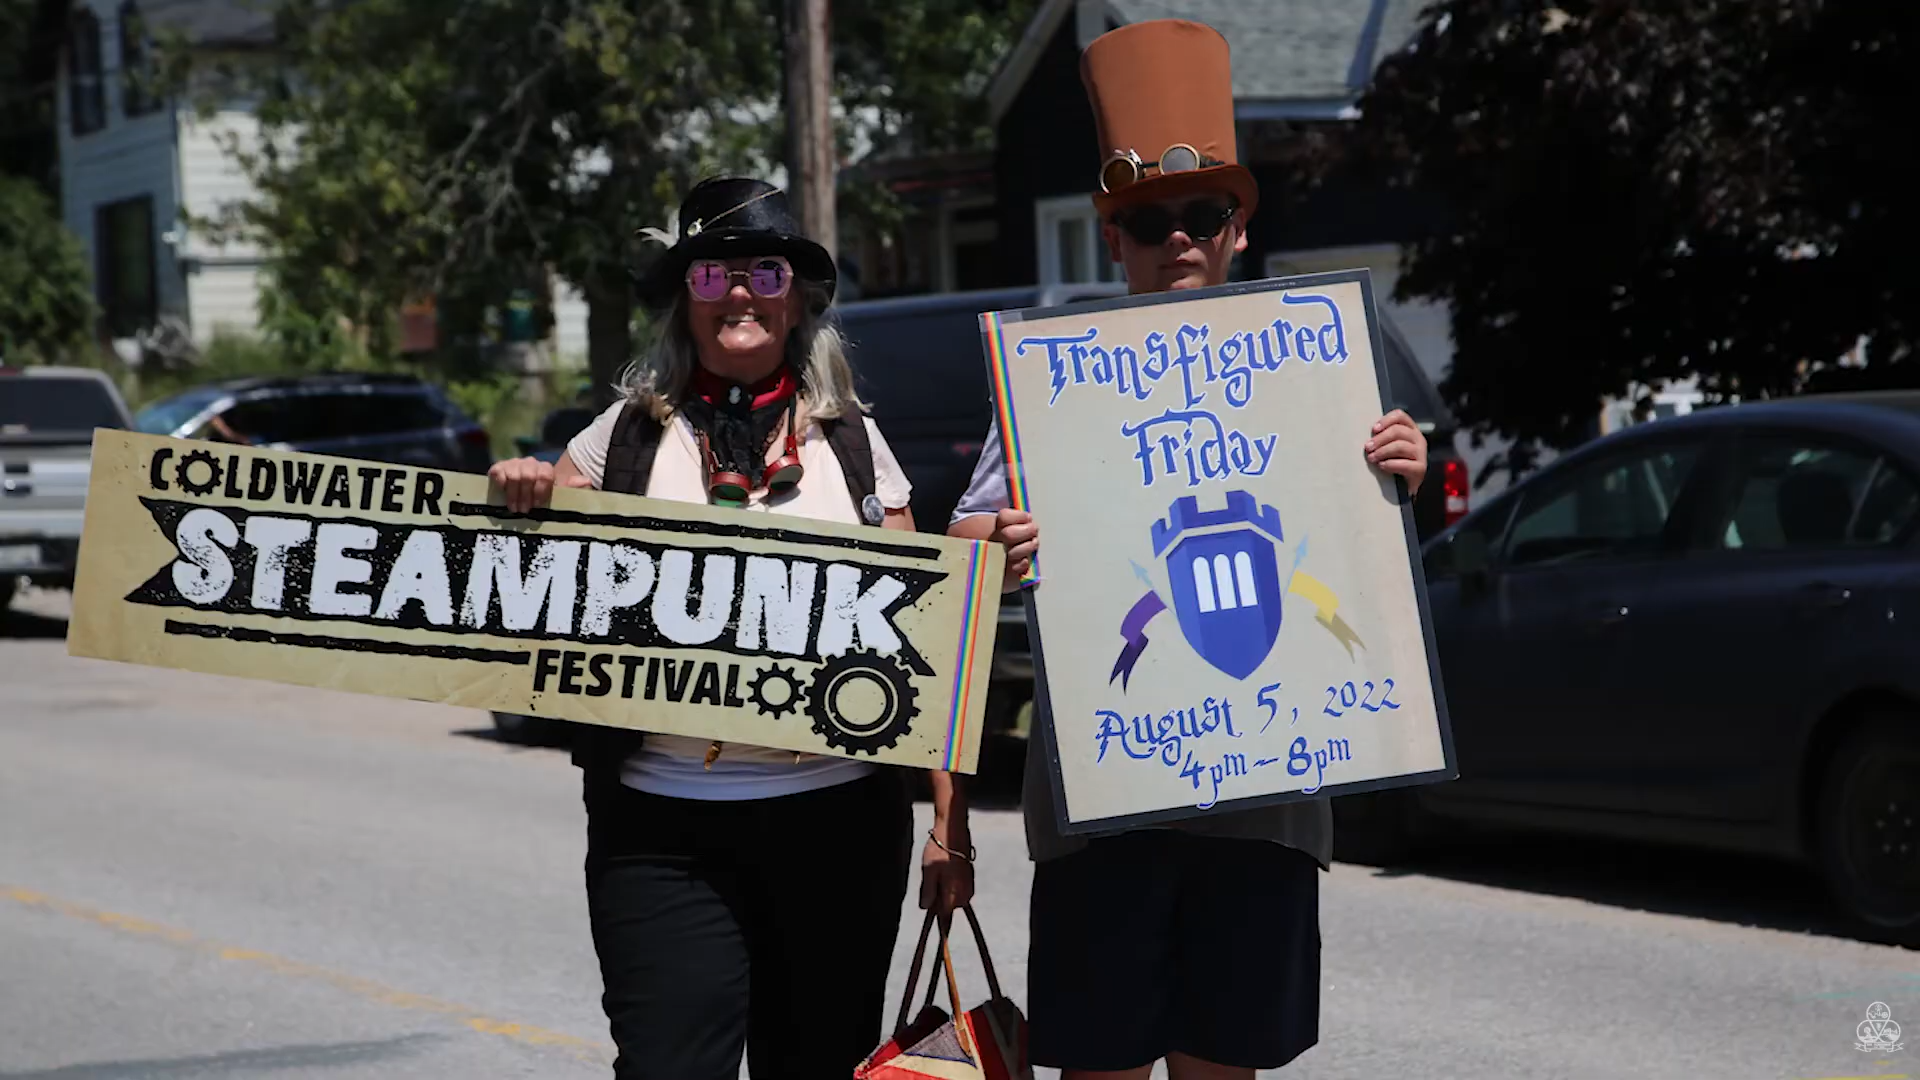 COLDWATER
STEAMPUNK
FESTIVAL
Transfigured
Friday
August 5, 2022
4pm - 8pm